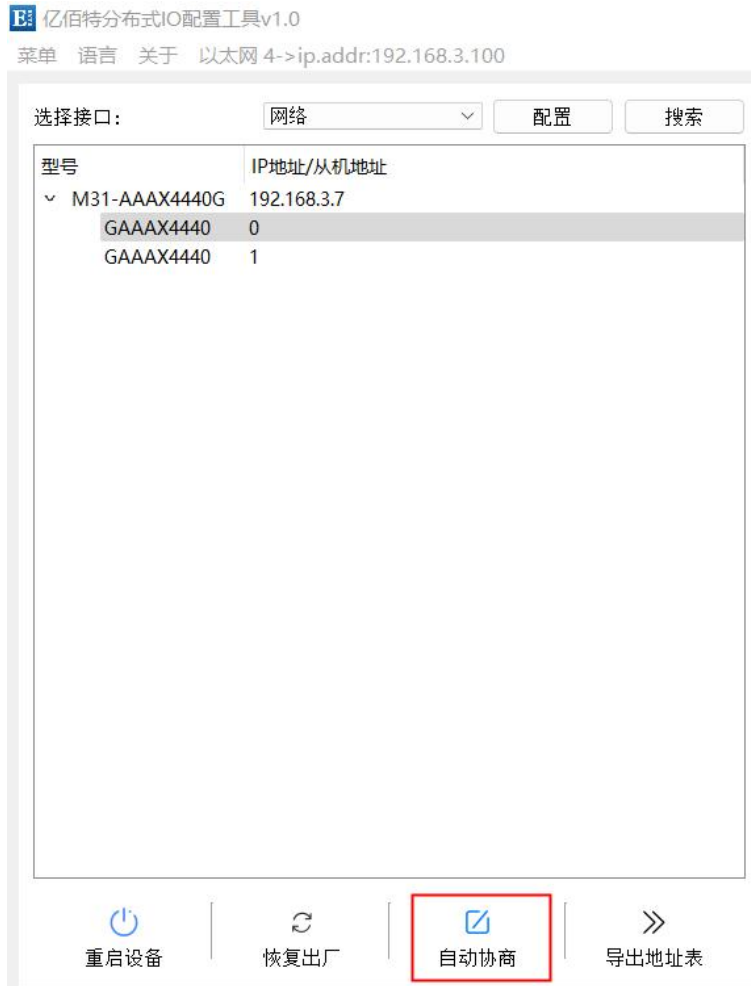 亿佰特分布式IO配置工具v1.0
菜单 语言 关于 以太网 4->ip.addr:192.168.3.100
选择接口: 网络 配置 搜索
型号 IP地址/从机地址
M31-AAAX4440G 192.168.3.7
GAAAX4440 0
GAAAX4440 1
重启设备 恢复出厂 自动协商 导出地址表